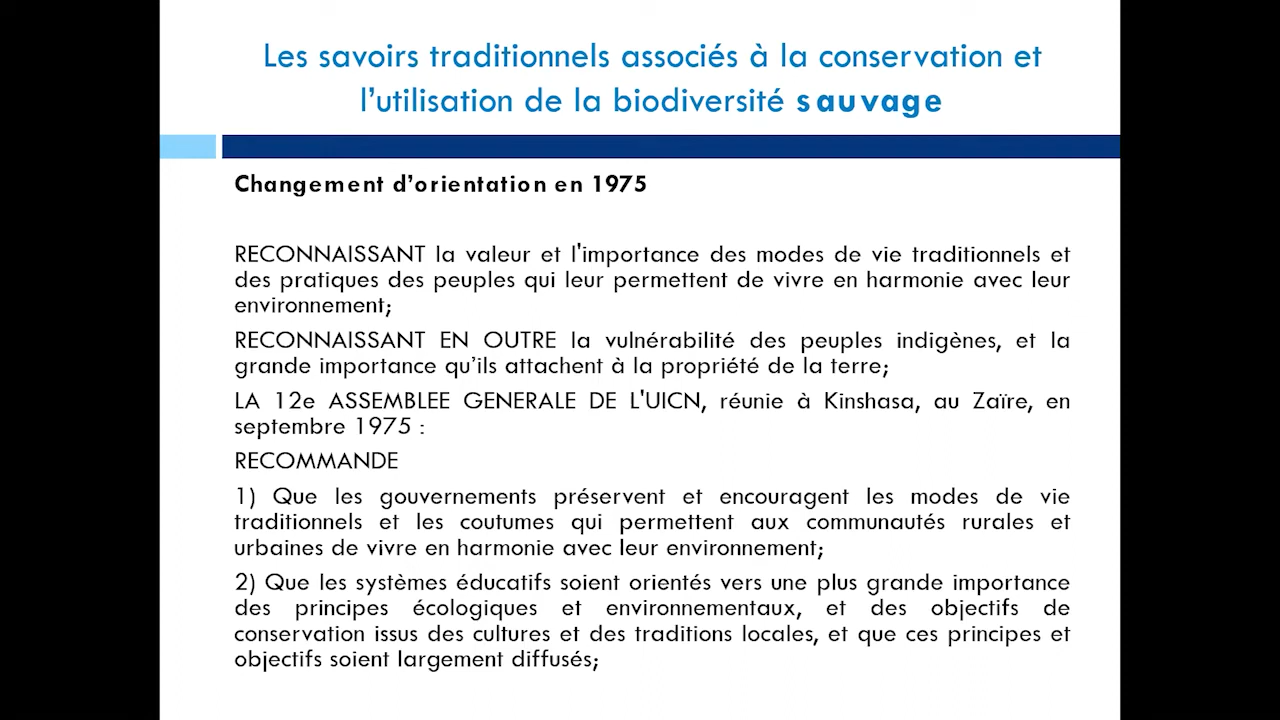 Les savoirs traditionnels associés à la conservation et
l’utilisation de la biodiversité sauvage
Changement d’orientation en 1975
RECONNAISSANT la valeur et l'importance des modes de vie traditionnels et
des pratiques des peuples qui leur permettent de vivre en harmonie avec leur
environnement;
RECONNAISSANT EN OUTRE la vulnérabilité des peuples indigènes, et la
grande importance qu’ils attachent à la propriété de la terre;
LA 12e ASSEMBLEE GENERALE DE L'UICN, réunie à Kinshasa, au Zaïre, en
septembre 1975 :
RECOMMANDE
1) Que les gouvernements préservent et encouragent les modes de vie
traditionnels et les coutumes qui permettent aux communautés rurales et
urbaines de vivre en harmonie avec leur environnement;
2) Que les systèmes éducatifs soient orientés vers une plus grande importance
des principes écologiques et environnementaux, et des objectifs de
conservation issus des cultures et des traditions locales, et que ces principes et
objectifs soient largement diffusés;